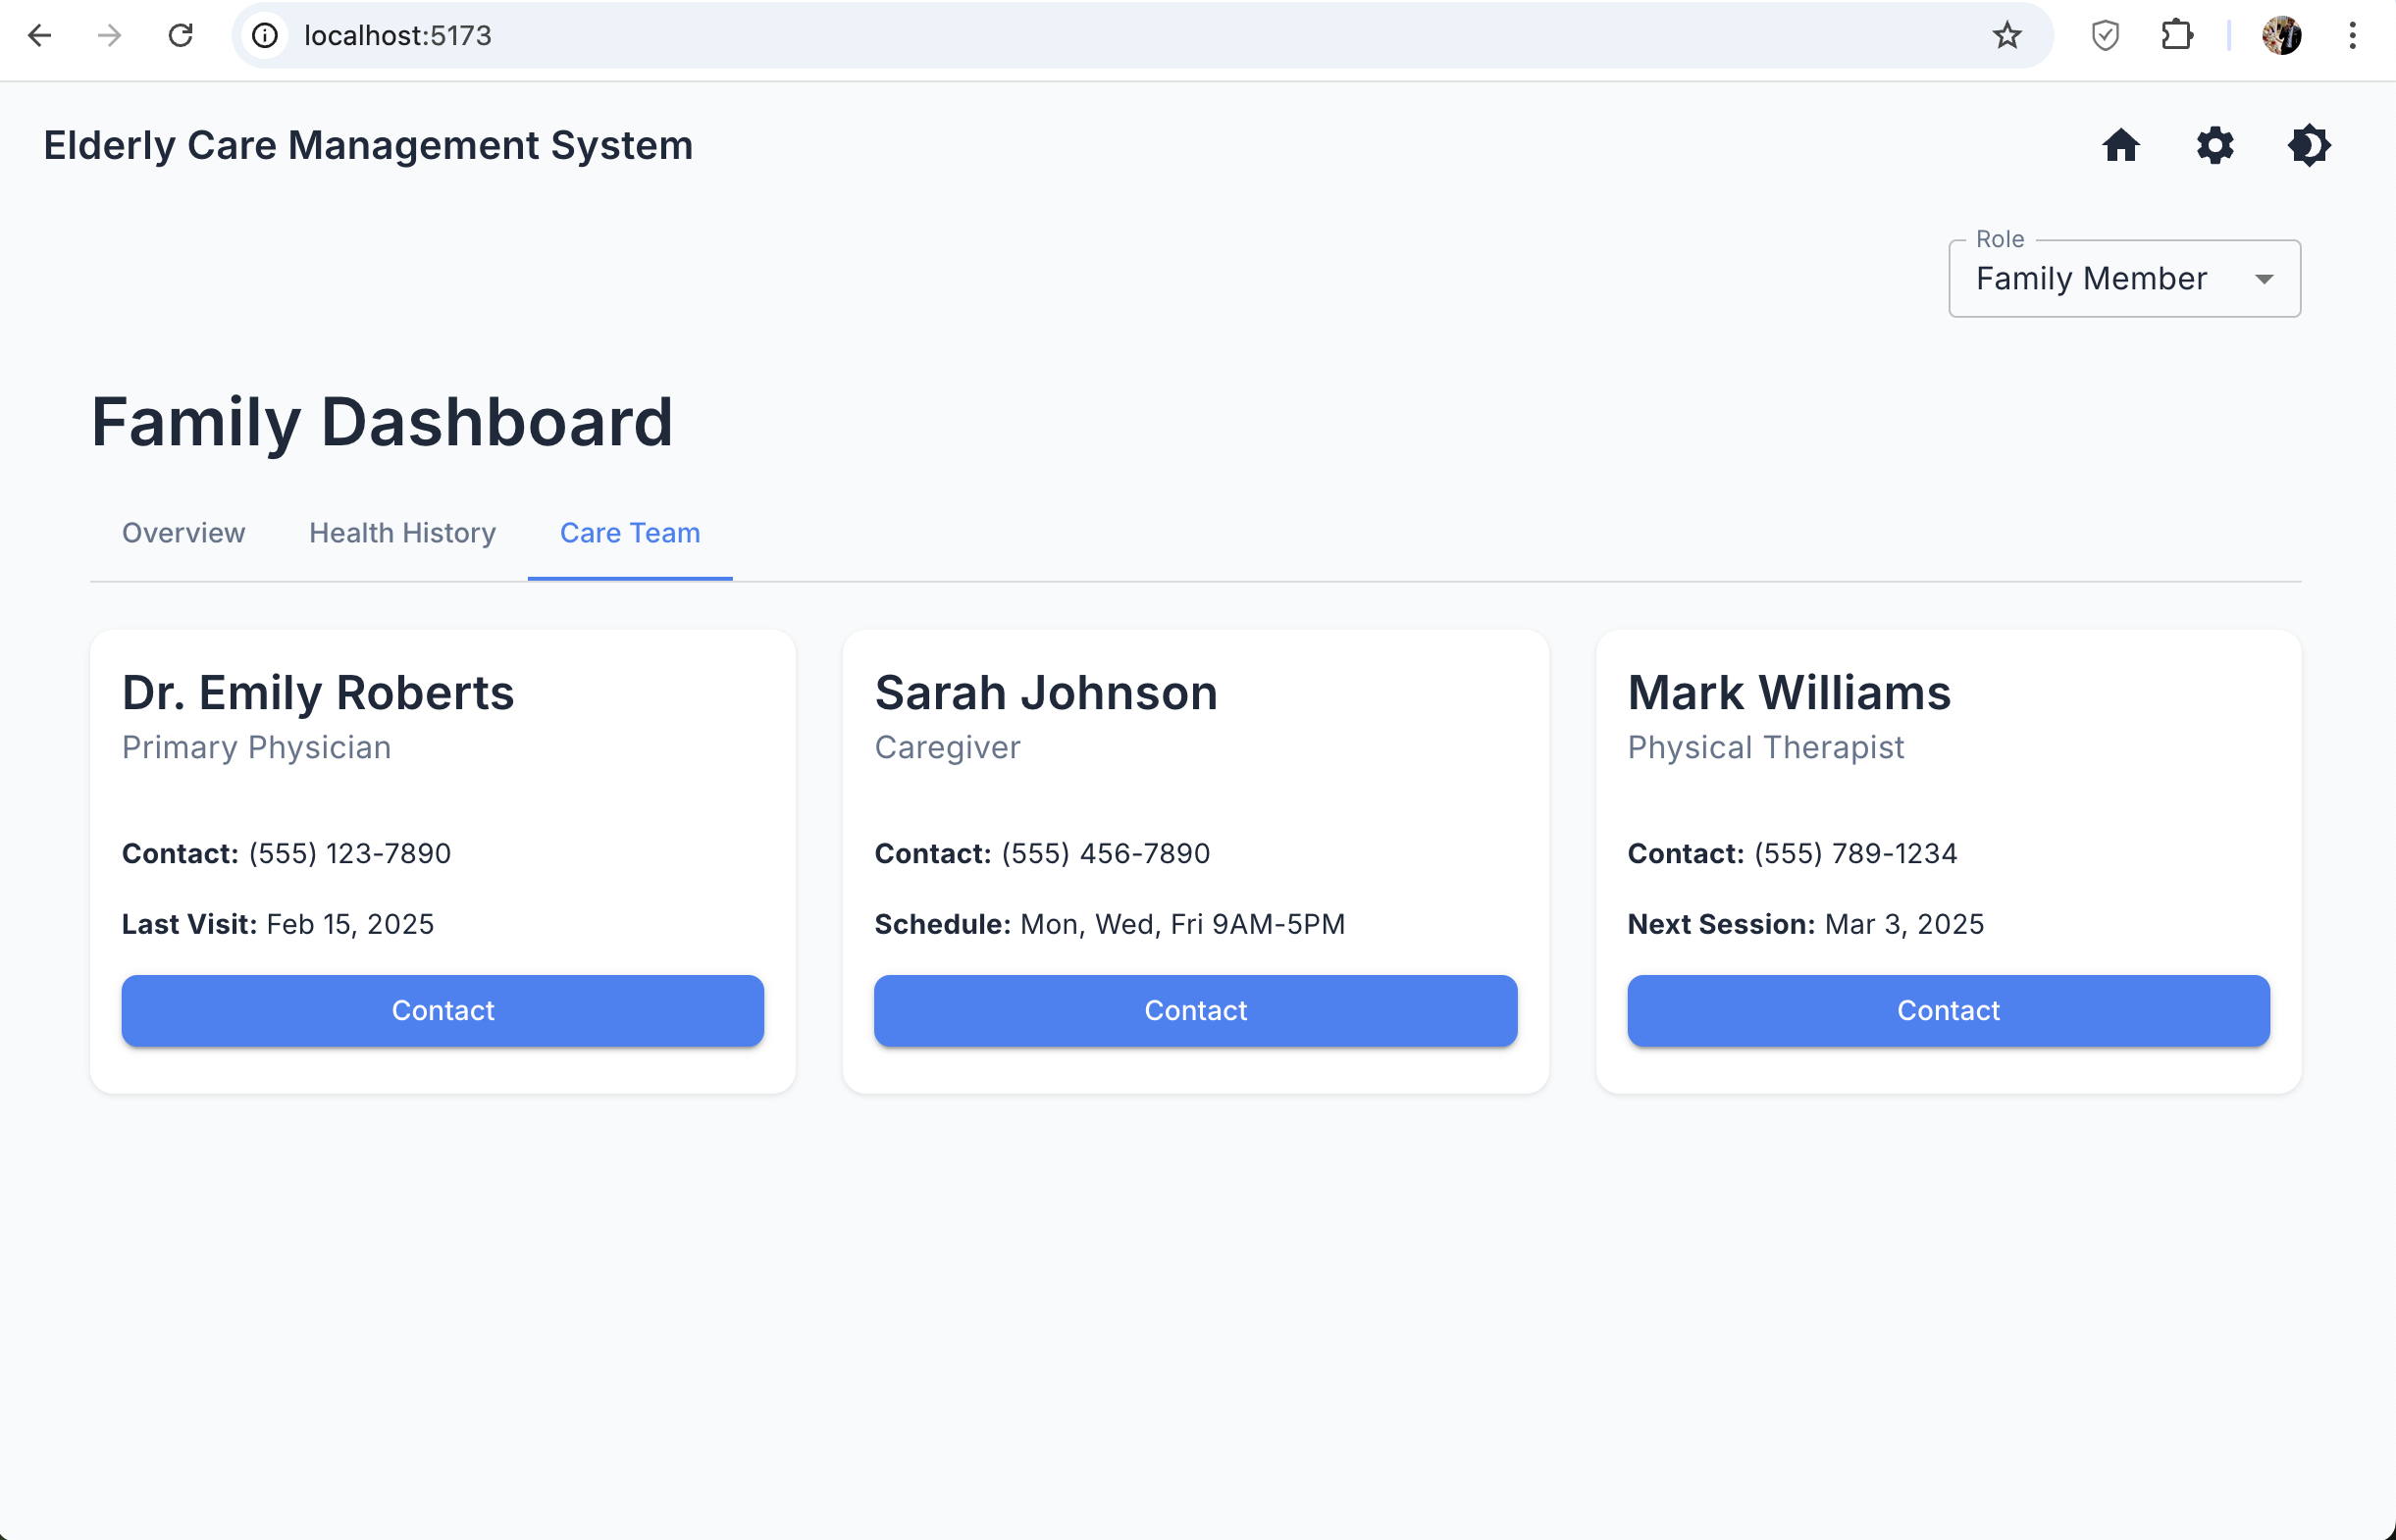 localhost:5173
Elderly Care Management System
Role
Family Member
Family Dashboard
Overview Health History Care Team
Dr. Emily Roberts
Primary Physician
Contact: (555) 123-7890
Last Visit: Feb 15, 2025
Contact
Sarah Johnson
Caregiver
Contact: (555) 456-7890
Schedule: Mon, Wed, Fri 9AM-5PM
Contact
Mark Williams
Physical Therapist
Contact: (555) 789-1234
Next Session: Mar 3, 2025
Contact